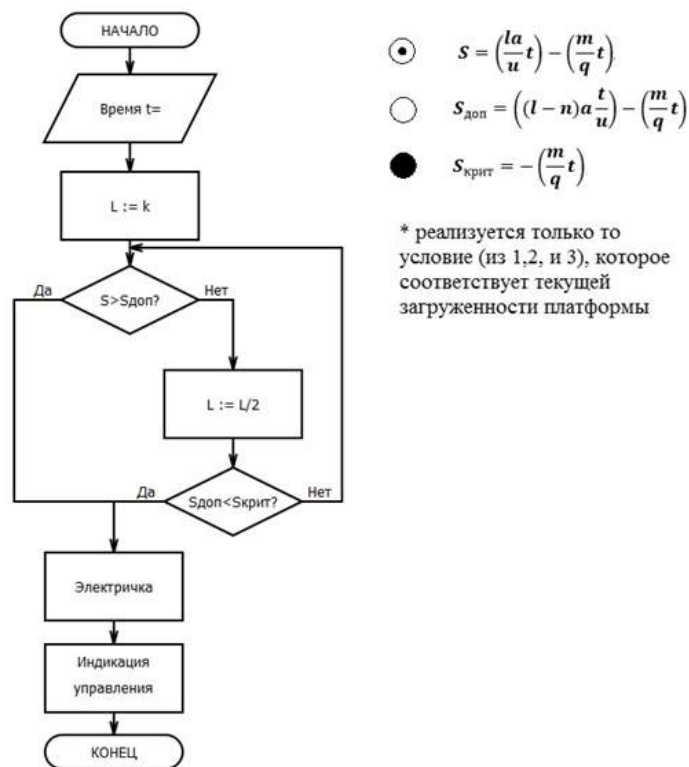 НАЧАЛО
Время t=
L := k
S>Sдоп?
Да
Нет
L := L/2
Sдоп<Sкрит?
Да
Нет
Электричка
Индикация
управления
КОНЕЦ
S = (la/u t) − (m/q t)
Sдоп = ((l − n)a t/u) − (m/q t)
Sкрит = −(m/q t)
* реализуется только то
условие (из 1,2, и 3), которое
соответствует текущей
загруженности платформы